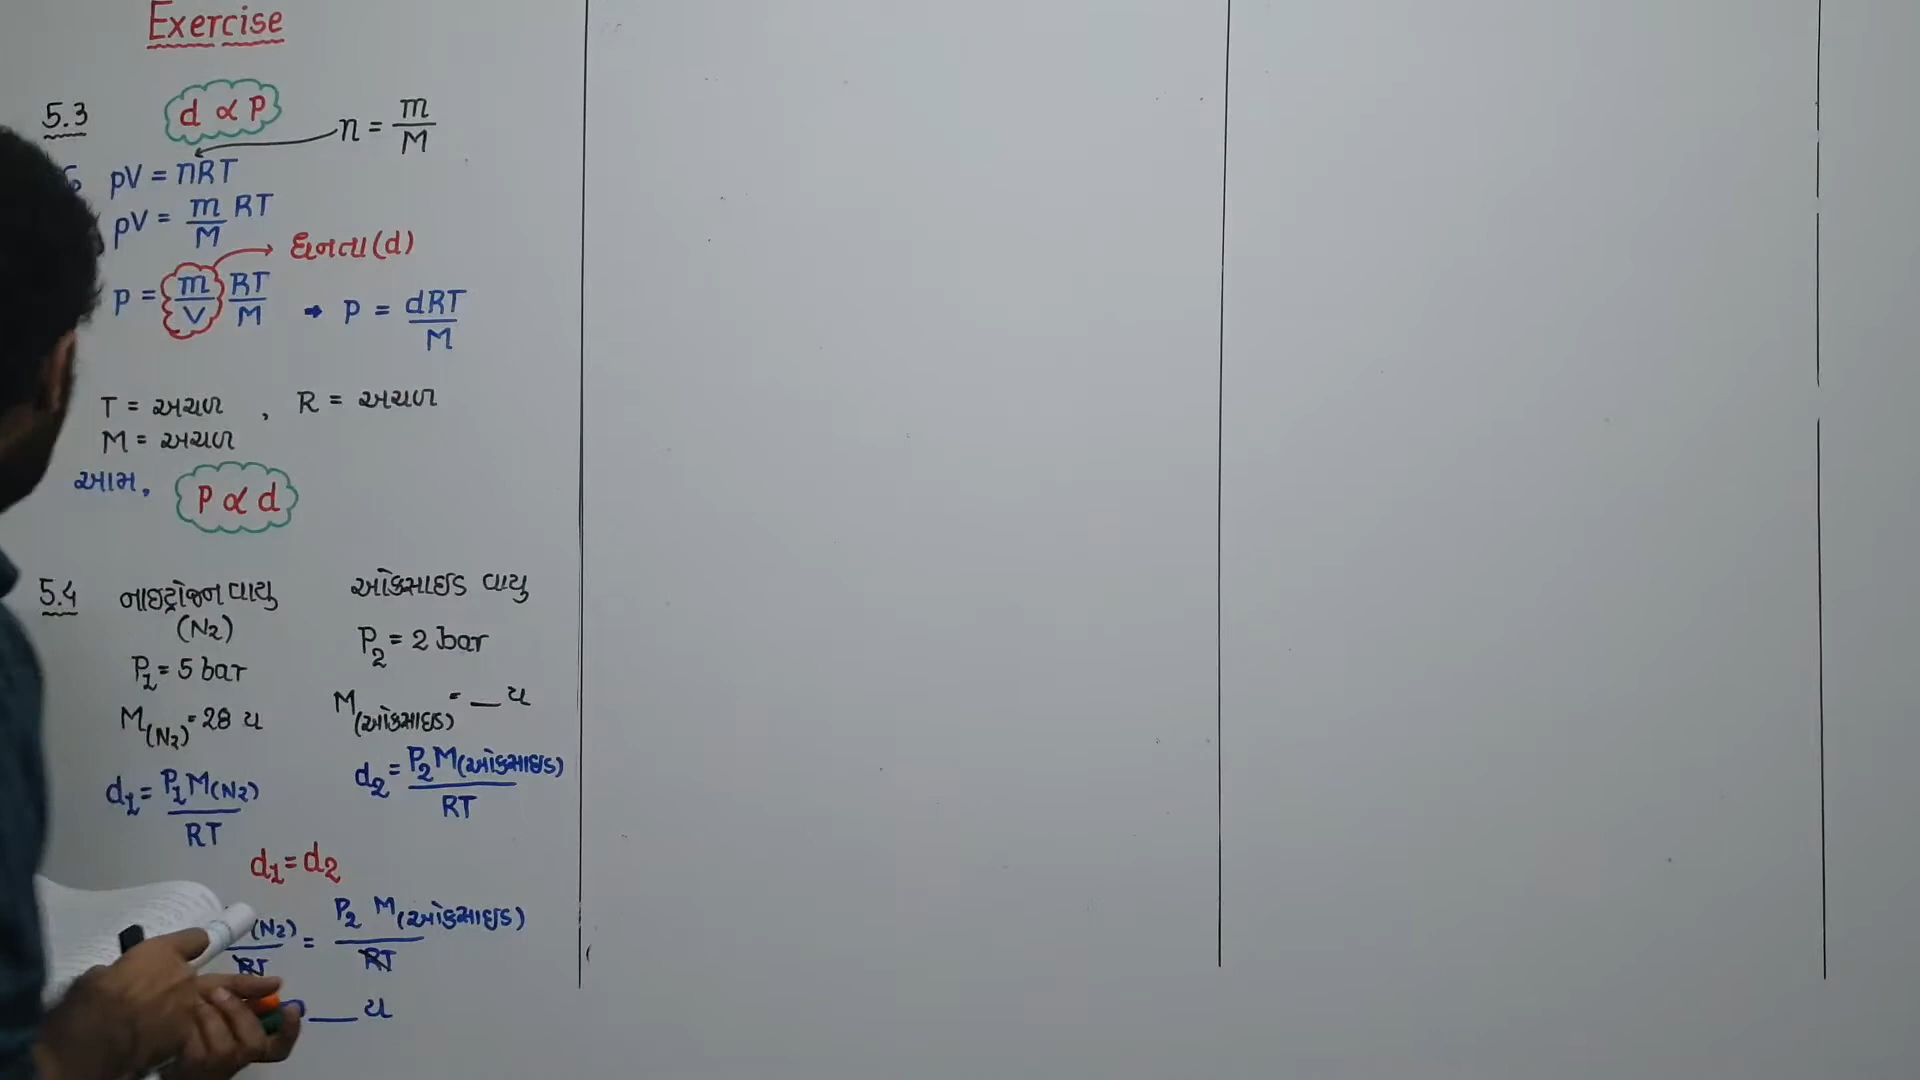 Exercise
5.3 d ∝ p n = m/M
pV = nRT
pV = m/M RT
ઘનતા(d)
p = m/V RT/M → p = dRT/M
T = અચળ , R = અચળ
M = અચળ
આમ, p ∝ d
5.4 નાઇટ્રોજન વાયુ ઓક્સાઇડ વાયુ
(N2)
P1 = 5 bar P2 = 2 bar
M(N2) = 28 u M(ઓક્સાઇડ) = __ u
d1 = P1 M(N2)/RT d2 = P2 M(ઓક્સાઇડ)/RT
d1 = d2
(N2)/RT = P2 M(ઓક્સાઇડ)/RT
__ u